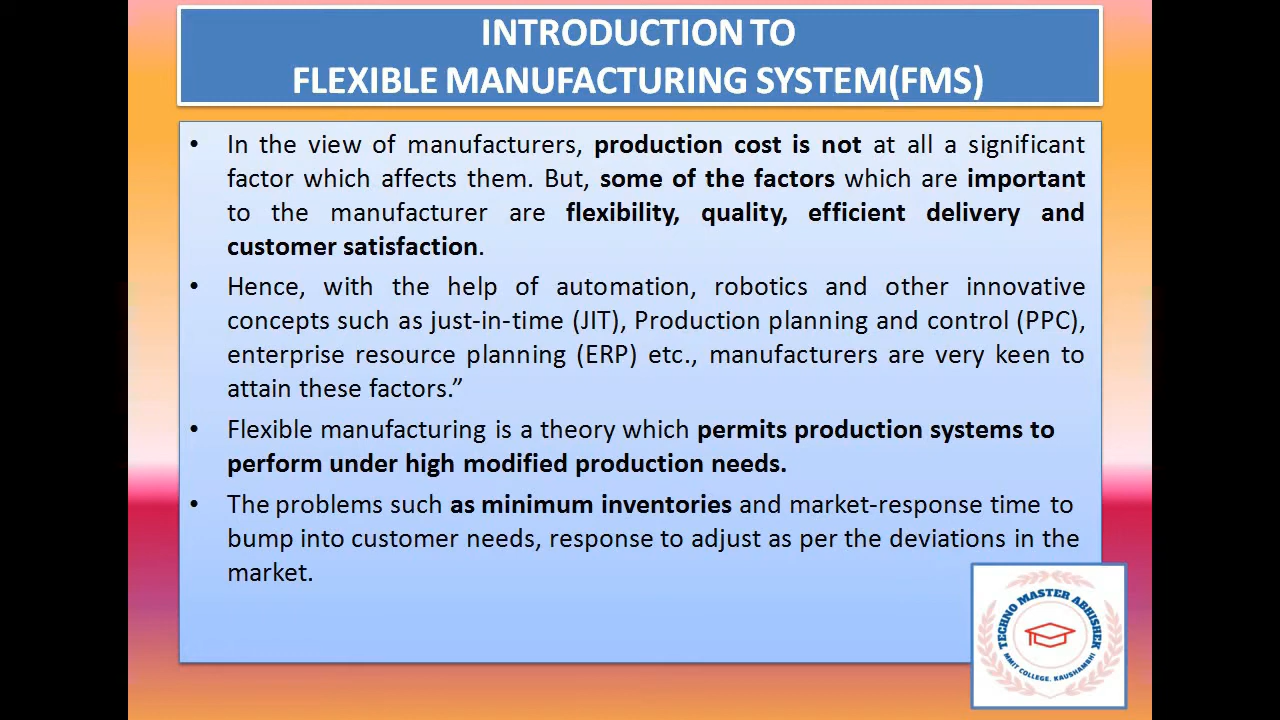 INTRODUCTION TO
FLEXIBLE MANUFACTURING SYSTEM(FMS)
• In the view of manufacturers, production cost is not at all a significant
factor which affects them. But, some of the factors which are important
to the manufacturer are flexibility, quality, efficient delivery and
customer satisfaction.
• Hence, with the help of automation, robotics and other innovative
concepts such as just-in-time (JIT), Production planning and control (PPC),
enterprise resource planning (ERP) etc., manufacturers are very keen to
attain these factors.”
• Flexible manufacturing is a theory which permits production systems to
perform under high modified production needs.
• The problems such as minimum inventories and market-response time to
bump into customer needs, response to adjust as per the deviations in the
market.
TECHNO MASTER ABHISHEK
MMIT COLLEGE, KAUSHAMBHI